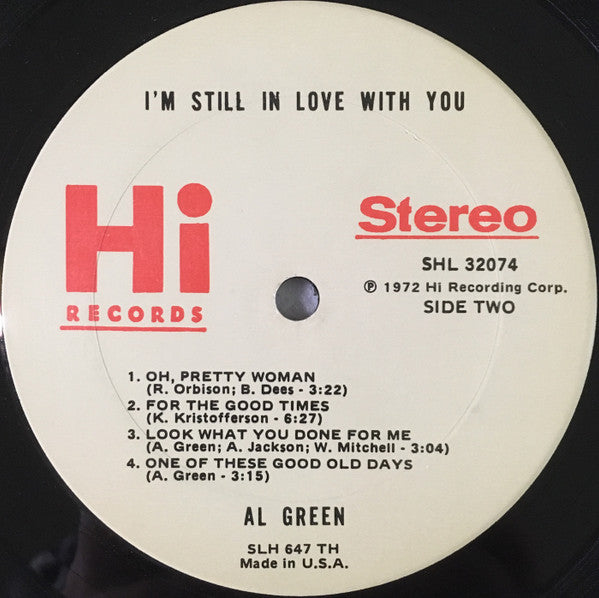 I'M STILL IN LOVE WITH YOU
Hi
RECORDS
Stereo
SHL 32074
℗ 1972 Hi Recording Corp.
SIDE TWO
1. OH, PRETTY WOMAN
(R. Orbison; B. Dees - 3:22)
2. FOR THE GOOD TIMES
(K. Kristofferson - 6:27)
3. LOOK WHAT YOU DONE FOR ME
(A. Green; A. Jackson; W. Mitchell - 3:04)
4. ONE OF THESE GOOD OLD DAYS
(A. Green - 3:15)
AL GREEN
SLH 647 TH
Made in U.S.A.